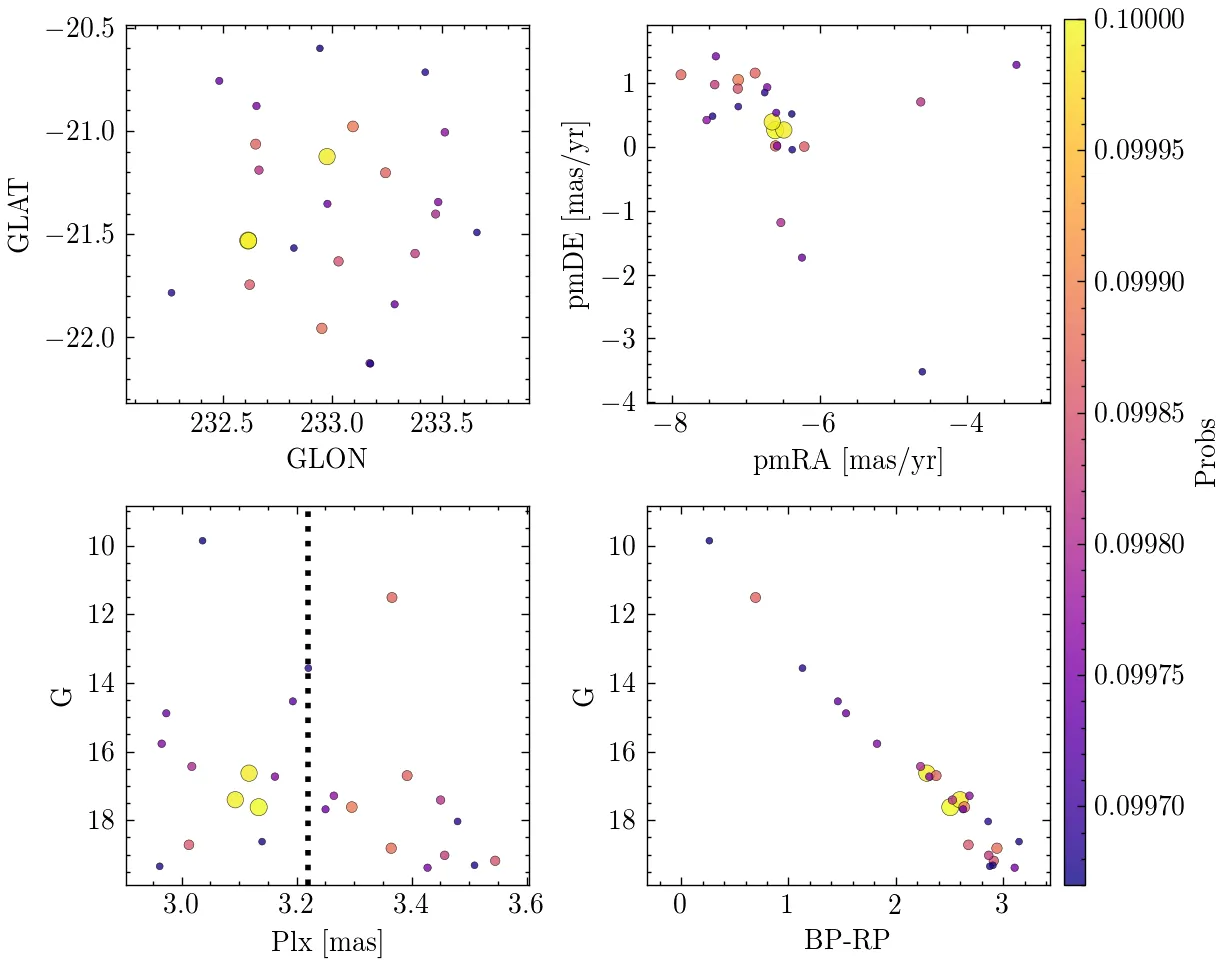 −20.5
−21.0
−21.5
−22.0
GLAT
232.5 233.0 233.5
GLON
1
0
−1
−2
−3
−4
pmDE [mas/yr]
−8 −6 −4
pmRA [mas/yr]
10
12
14
16
18
G
3.0 3.2 3.4 3.6
Plx [mas]
10
12
14
16
18
G
0 1 2 3
BP-RP
0.10000
0.09995
0.09990
0.09985
0.09980
0.09975
0.09970
Probs